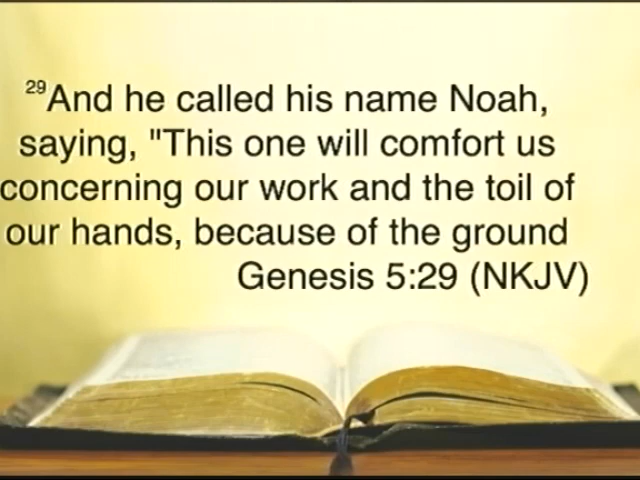 29And he called his name Noah,
saying, "This one will comfort us
concerning our work and the toil of
our hands, because of the ground
Genesis 5:29 (NKJV)